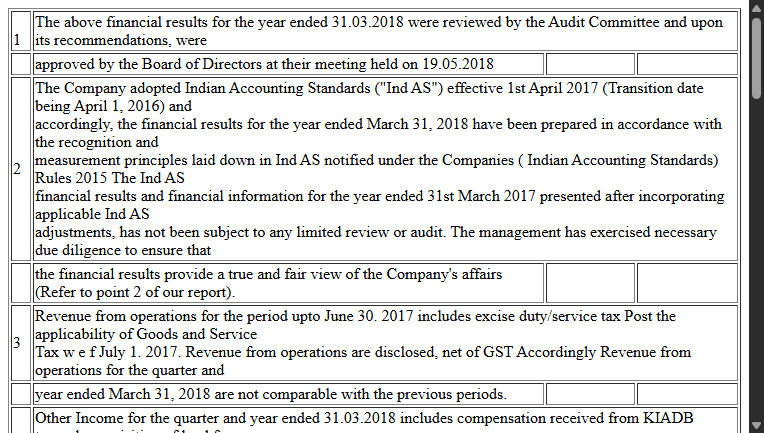 The above financial results for the year ended 31.03.2018 were reviewed by the Audit Committee and upon
1 its recommendations, were
approved by the Board of Directors at their meeting held on 19.05.2018
The Company adopted Indian Accounting Standards ("Ind AS") effective 1st April 2017 (Transition date
being April 1, 2016) and
accordingly, the financial results for the year ended March 31, 2018 have been prepared in accordance with
the recognition and
2 measurement principles laid down in Ind AS notified under the Companies ( Indian Accounting Standards)
Rules 2015 The Ind AS
financial results and financial information for the year ended 31st March 2017 presented after incorporating
applicable Ind AS
adjustments, has not been subject to any limited review or audit. The management has exercised necessary
due diligence to ensure that
the financial results provide a true and fair view of the Company's affairs
(Refer to point 2 of our report).
Revenue from operations for the period upto June 30. 2017 includes excise duty/service tax Post the
applicability of Goods and Service
3 Tax w e f July 1. 2017. Revenue from operations are disclosed, net of GST Accordingly Revenue from
operations for the quarter and
year ended March 31, 2018 are not comparable with the previous periods.
Other Income for the quarter and year ended 31.03.2018 includes compensation received from KIADB